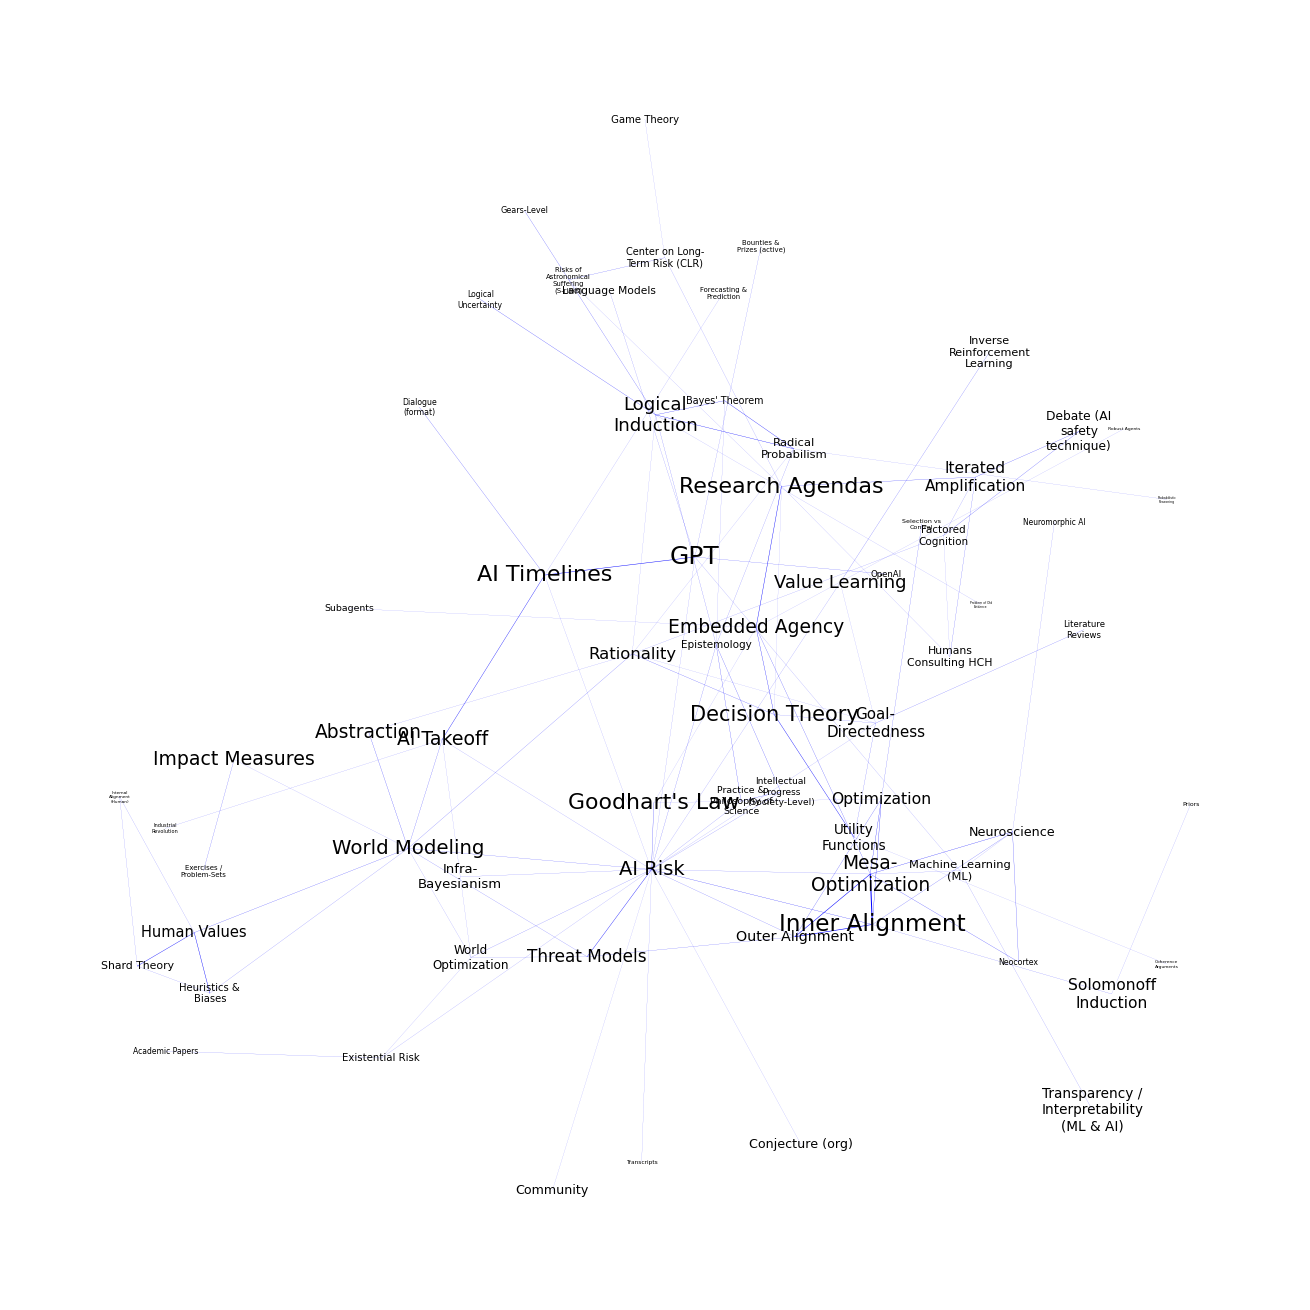 Game Theory
Gears-Level
Bounties &
Prizes (active)
Center on Long-
Term Risk (CLR)
Risks of
Astronomical
Suffering
Language Models
Forecasting &
Prediction
Logical
Uncertainty
Inverse
Reinforcement
Learning
Dialogue
(format)
Logical
Induction
Bayes' Theorem
Debate (AI
safety
technique)
Robust Agents
Radical
Probabilism
Iterated
Amplification
Research Agendas
Probabilistic
Reasoning
Selection vs
Control
Factored
Cognition
Neuromorphic AI
GPT
AI Timelines
OpenAI
Value Learning
Problem of Old
Evidence
Subagents
Embedded Agency
Literature
Reviews
Epistemology
Rationality
Humans
Consulting HCH
Decision Theory
Goal-
Directedness
Abstraction
AI Takeoff
Impact Measures
Internal
Alignment
(Human)
Intellectual
Progress
(Society-Level)
Practice &
Philosophy of
Science
Goodhart's Law
Optimization
Priors
Industrial
Revolution
Utility
Functions
Neuroscience
World Modeling
Exercises /
Problem-Sets
AI Risk
Infra-
Bayesianism
Mesa-
Optimization
Machine Learning
(ML)
Inner Alignment
Outer Alignment
Human Values
Shard Theory
World
Optimization
Threat Models
Neocortex
Coherence
Arguments
Heuristics &
Biases
Solomonoff
Induction
Academic Papers
Existential Risk
Transparency /
Interpretability
(ML & AI)
Conjecture (org)
Transcripts
Community